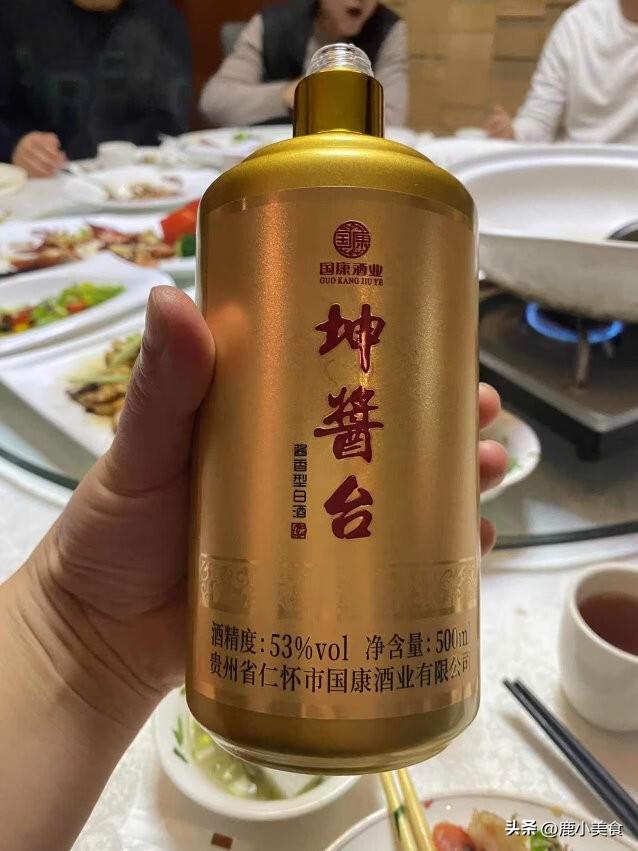 国康
国康酒业
GUO KANG JIU YE
坤酱台
酱香型白酒
酒精度:53%vol 净含量:500ml
贵州省仁怀市国康酒业有限公司
头条 @鹿小美食